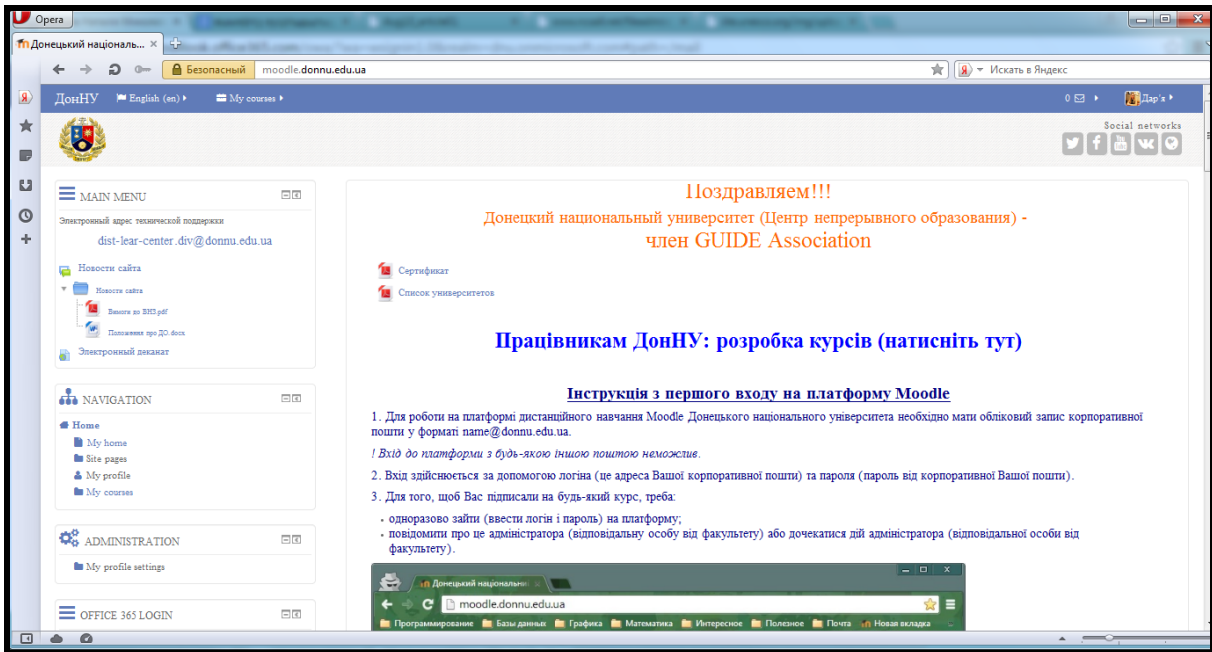 Opera
Донецький національ...
Безопасный
moodle.donnu.edu.ua
Искать в Яндекс
ДонНУ
English (en)
My courses
0
Дар'я
Social networks
MAIN MENU
Электронный адрес технической поддержки
dist-lear-center.div@donnu.edu.ua
Новости сайта
Новости сайта
Вимоги до ВНЗ.pdf
Положення про ДО.docx
Электронный деканат
NAVIGATION
Home
My home
Site pages
My profile
My courses
ADMINISTRATION
My profile settings
OFFICE 365 LOGIN
Поздравляем!!!
Донецкий национальный университет (Центр непрерывного образования) -
член GUIDE Association
Сертификат
Список университетов
Працівникам ДонНУ: розробка курсів (натисніть тут)
Інструкція з першого входу на платформу Moodle
1. Для роботи на платформі дистанційного навчання Moodle Донецького національного університета необхідно мати обліковий запис корпоративної
пошти у форматі name@donnu.edu.ua.
! Вхід до платформи з будь-якою іншою поштою неможлив.
2. Вхід здійснюється за допомогою логіна (це адреса Вашої корпоративної пошти) та пароля (пароль від корпоративної Вашої пошти).
3. Для того, щоб Вас підписали на будь-який курс, треба:
одноразово зайти (ввести логін і пароль) на платформу;
повідомити про це адміністратора (відповідальну особу від факультету) або дочекатися дій адміністратора (відповідальної особи від
факультету).
Донецький національни
moodle.donnu.edu.ua
Программирование
Базы данных
Графика
Математика
Интересное
Полезное
Почта
Новая вкладка